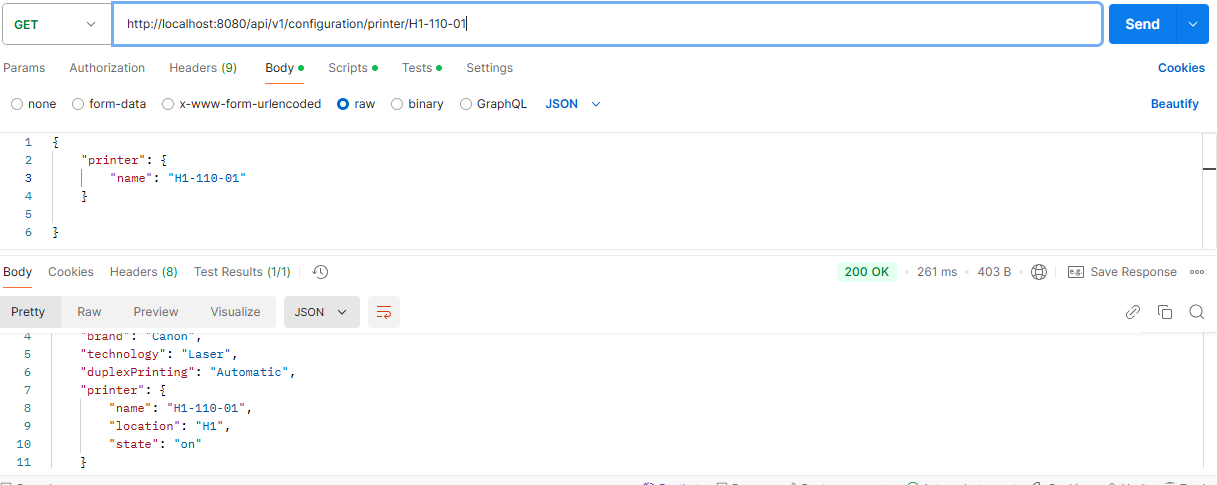 GET http://localhost:8080/api/v1/configuration/printer/H1-110-01 Send
Params Authorization Headers (9) Body Scripts Tests Settings Cookies
none form-data x-www-form-urlencoded raw binary GraphQL JSON Beautify
1 {
2 "printer": {
3 "name": "H1-110-01"
4 }
5
6 }
Body Cookies Headers (8) Test Results (1/1) 200 OK 261 ms 403 B e.g. Save Response
Pretty Raw Preview Visualize JSON
4 "brand": "Canon",
5 "technology": "Laser",
6 "duplexPrinting": "Automatic",
7 "printer": {
8 "name": "H1-110-01",
9 "location": "H1",
10 "state": "on"
11 }